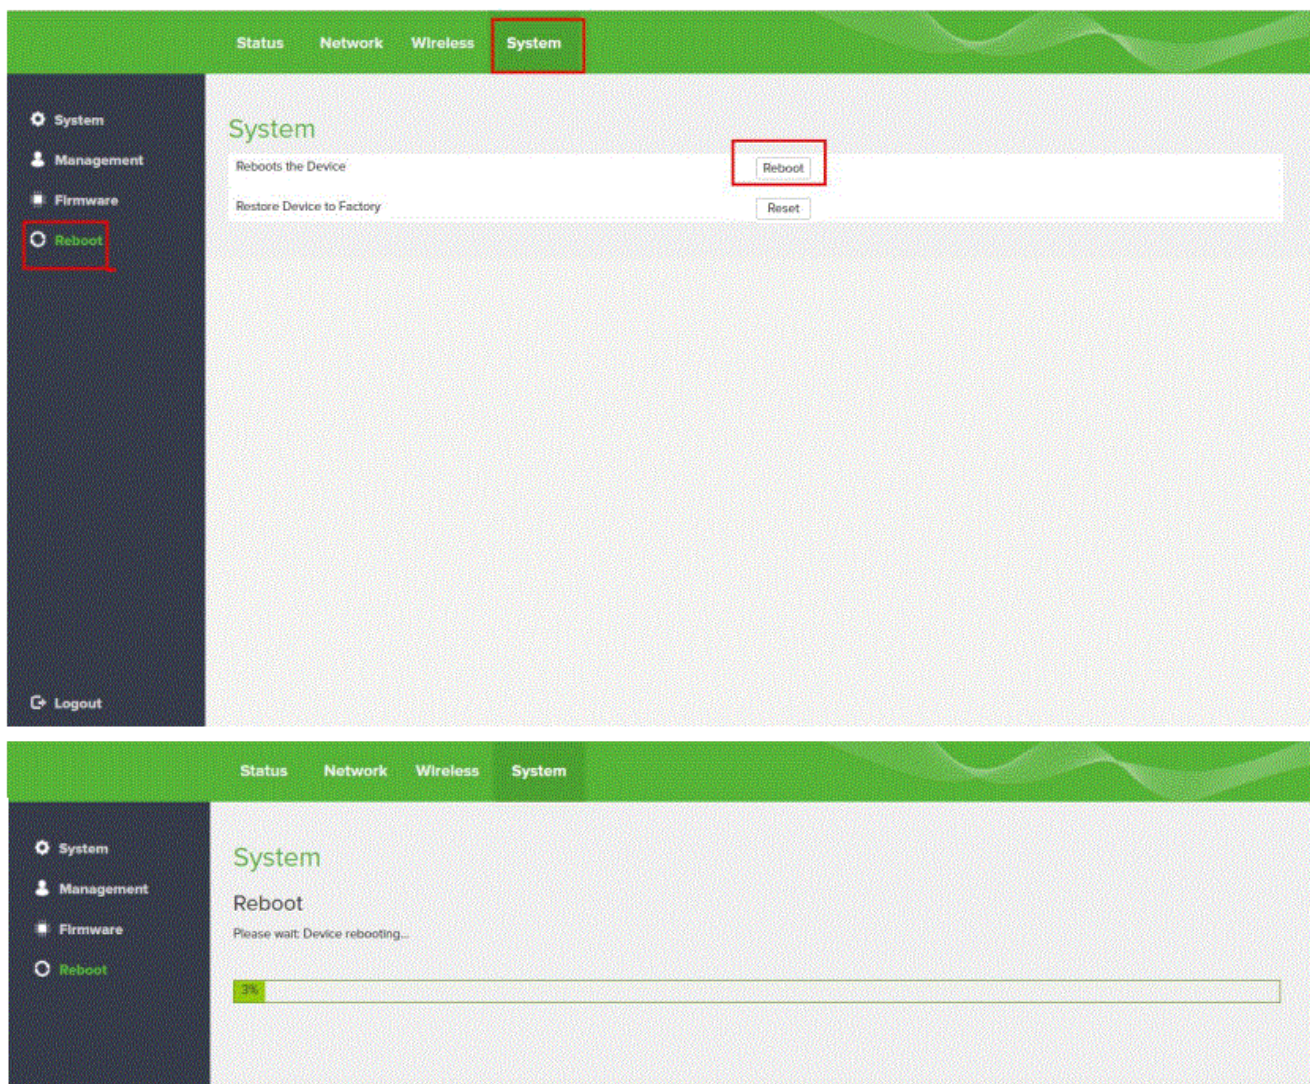 Status Network Wireless System
System
Management
Firmware
Reboot
Logout
System
Reboots the Device Reboot
Restore Device to Factory Reset
Status Network Wireless System
System
Management
Firmware
Reboot
System
Reboot
Please wait: Device rebooting...
3%